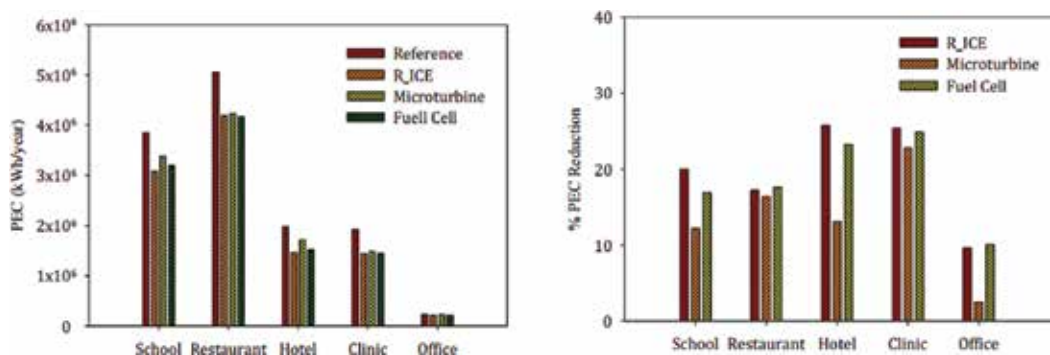 6x10⁶
5x10⁶
4x10⁶
3x10⁶
2x10⁶
1x10⁶
0
PEC (kWh/year)
Reference
R_ICE
Microturbine
Fuell Cell
School Restaurant Hotel Clinic Office
40
30
20
10
0
% PEC Reduction
R_ICE
Microturbine
Fuel Cell
School Restaurant Hotel Clinic Office